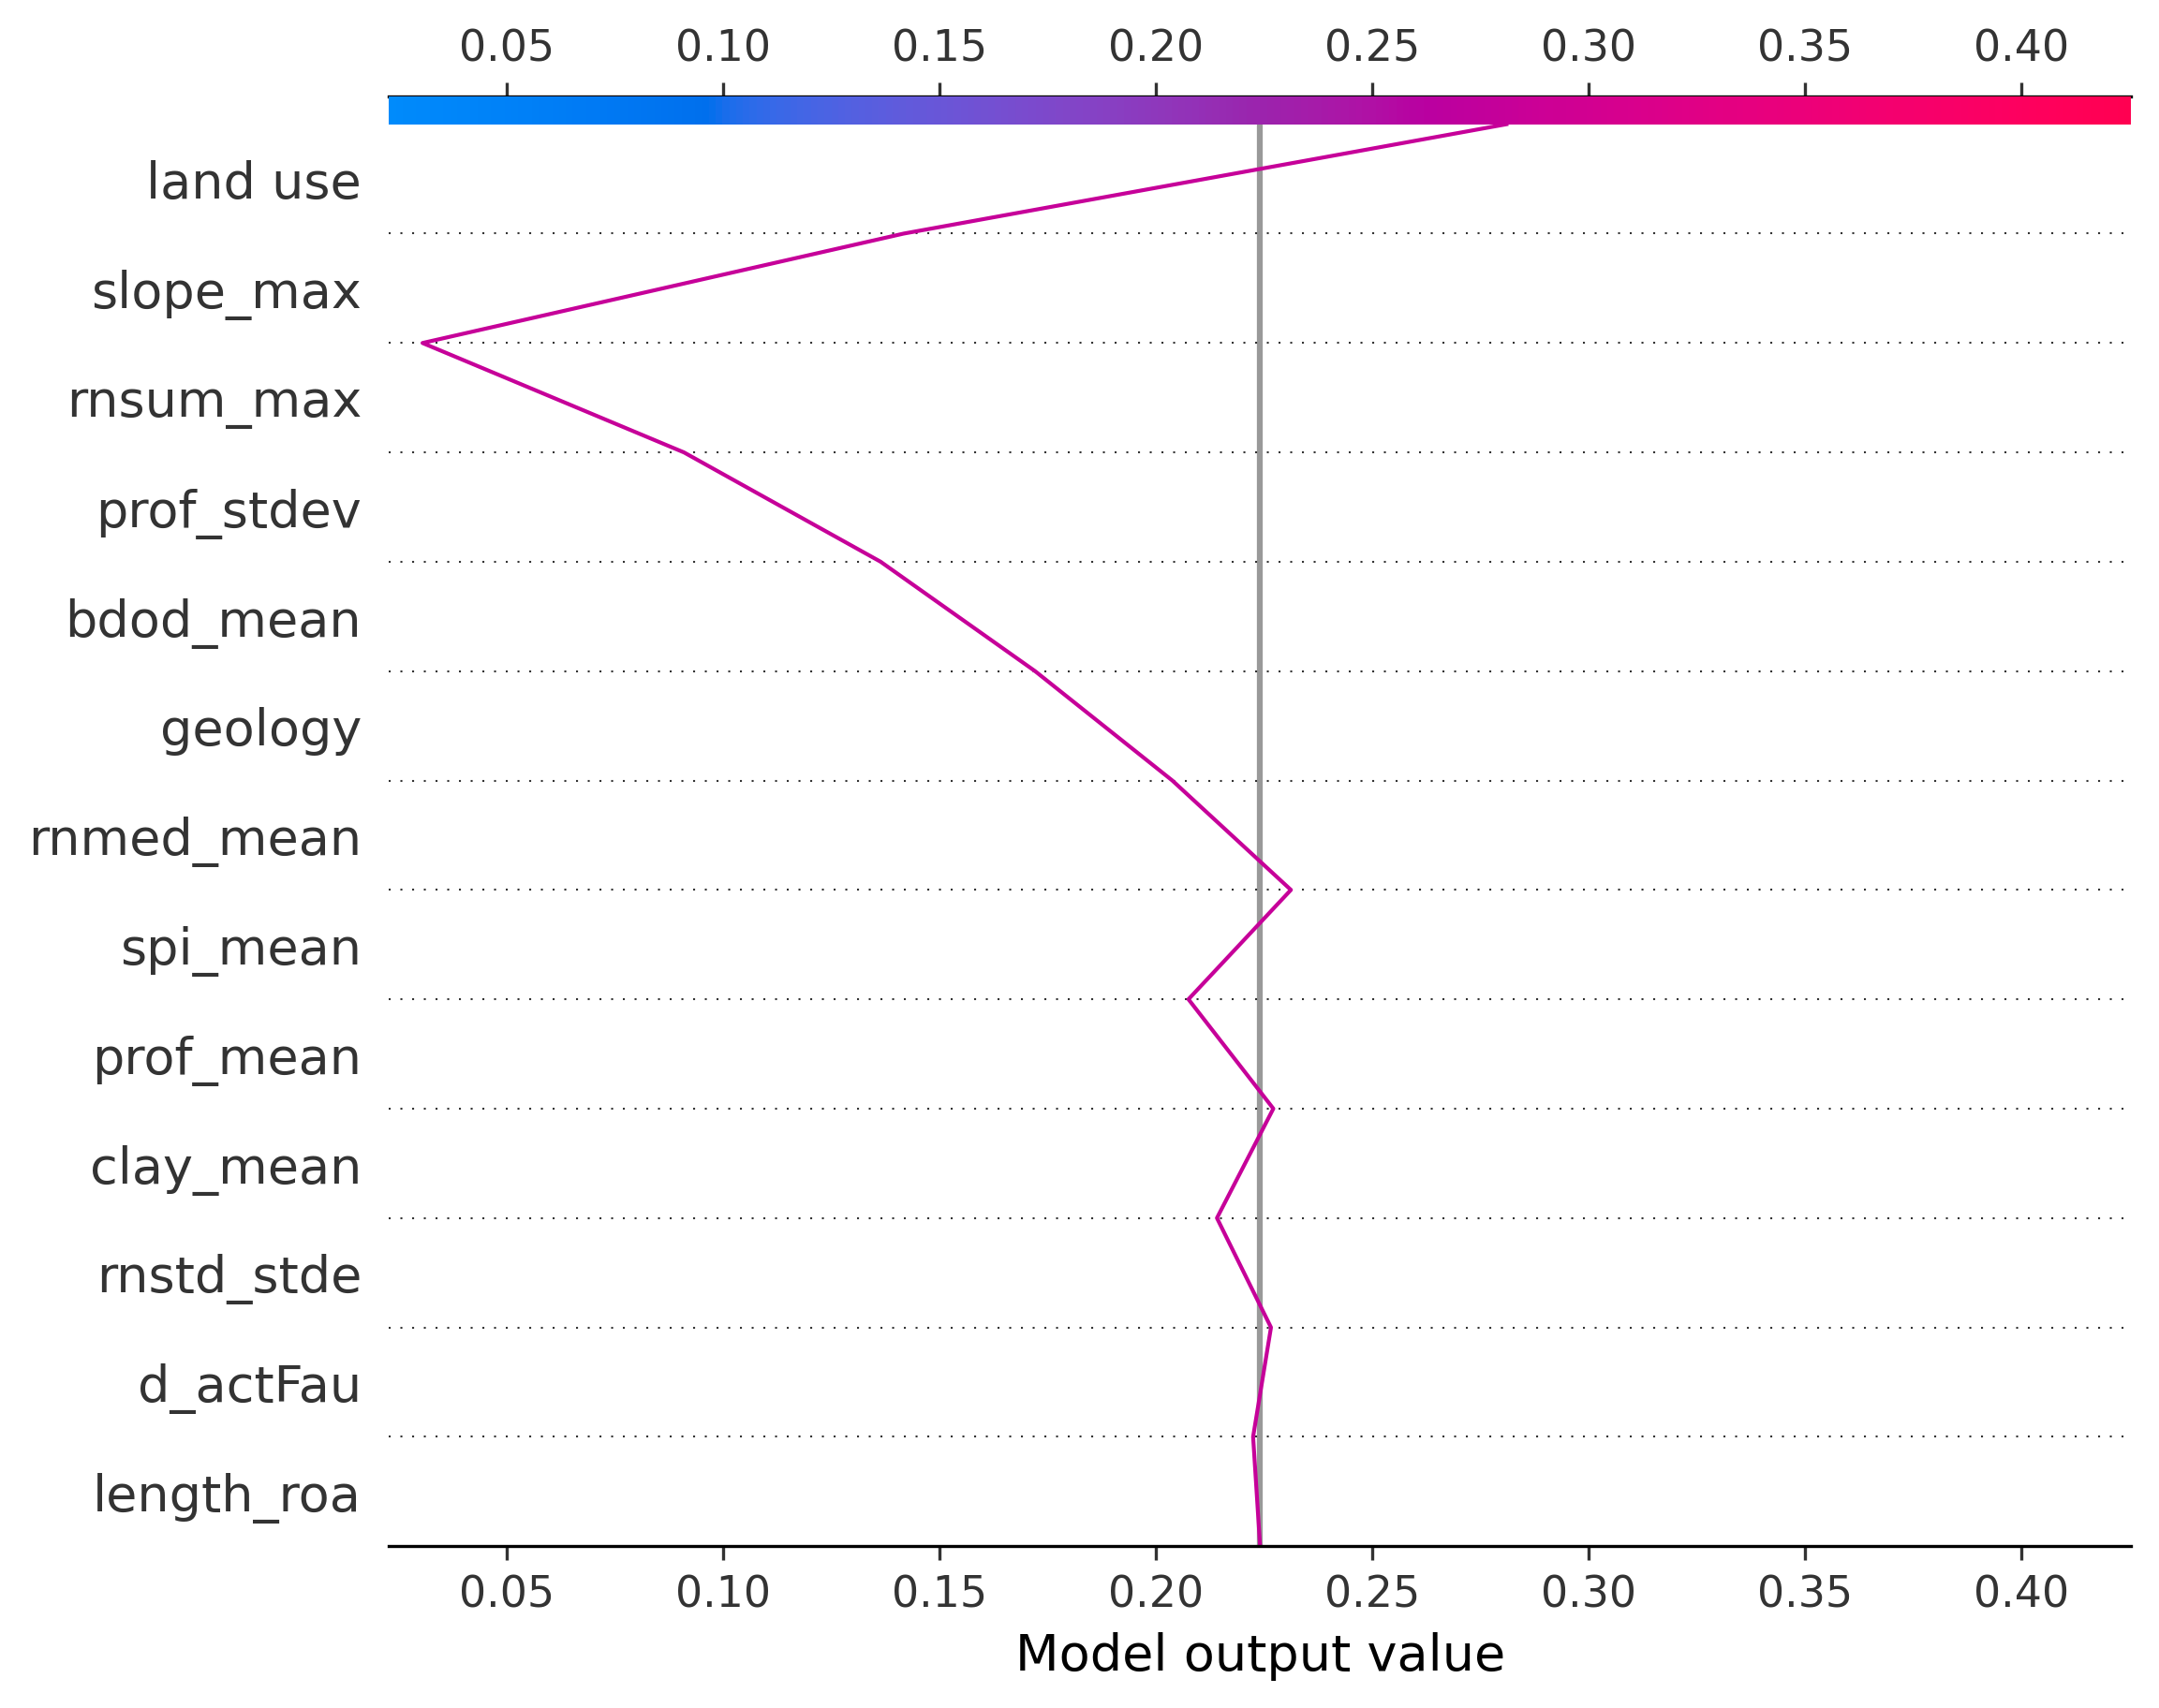 0.05 0.10 0.15 0.20 0.25 0.30 0.35 0.40
land use
slope_max
rnsum_max
prof_stdev
bdod_mean
geology
rnmed_mean
spi_mean
prof_mean
clay_mean
rnstd_stde
d_actFau
length_roa
0.05 0.10 0.15 0.20 0.25 0.30 0.35 0.40
Model output value